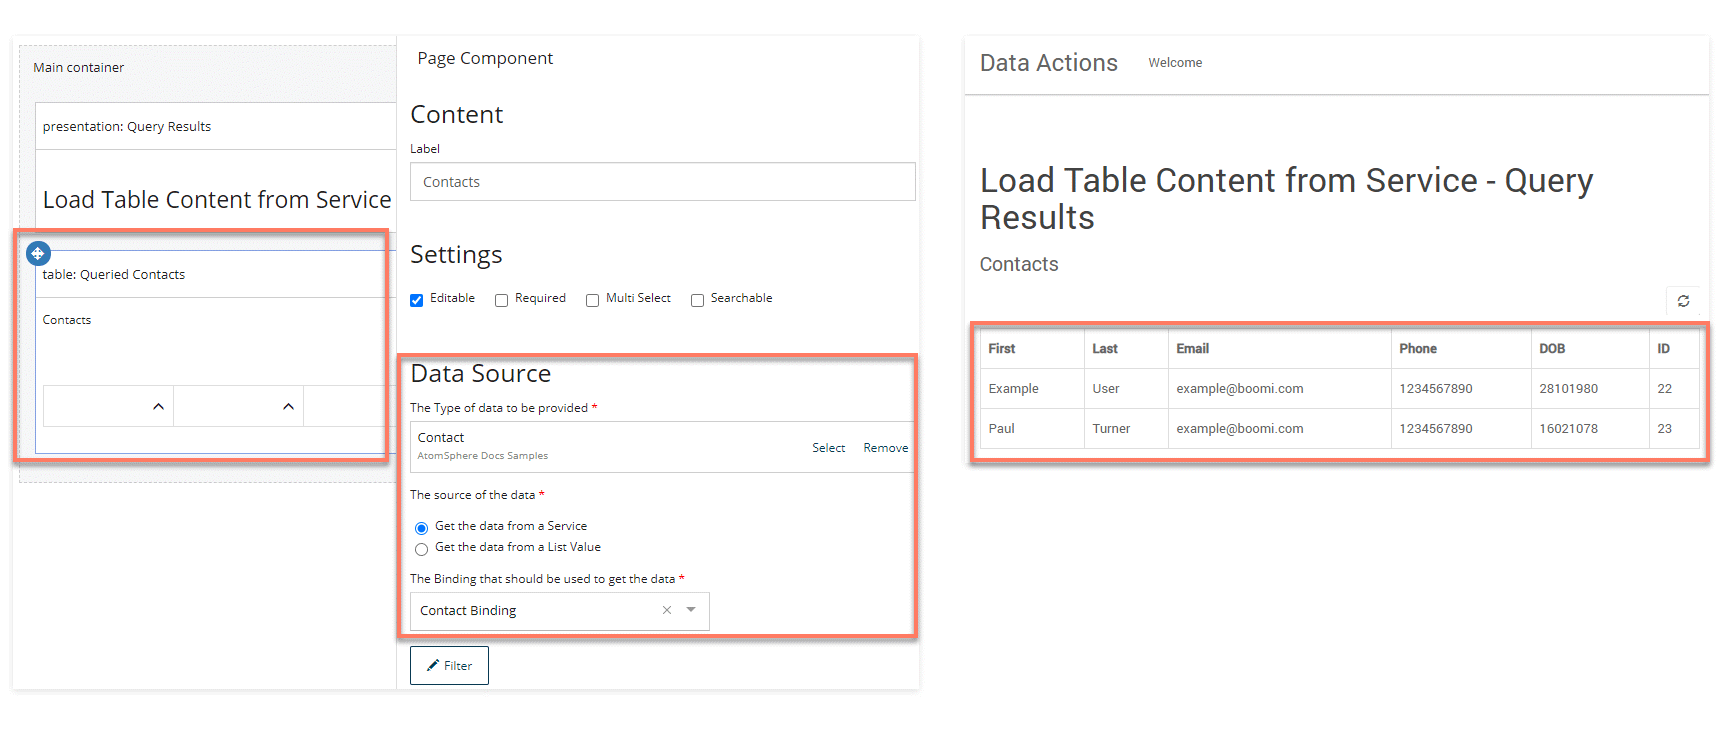 Main container
presentation: Query Results
Load Table Content from Service
table: Queried Contacts
Contacts
Page Component
Content
Label
Contacts
Settings
Editable Required Multi Select Searchable
Data Source
The Type of data to be provided *
Contact
AtomSphere Docs Samples
Select Remove
The source of the data *
Get the data from a Service
Get the data from a List Value
The Binding that should be used to get the data *
Contact Binding
Filter
Data Actions Welcome
Load Table Content from Service - Query
Results
Contacts
First Last Email Phone DOB ID
Example User example@boomi.com 1234567890 28101980 22
Paul Turner example@boomi.com 1234567890 16021078 23